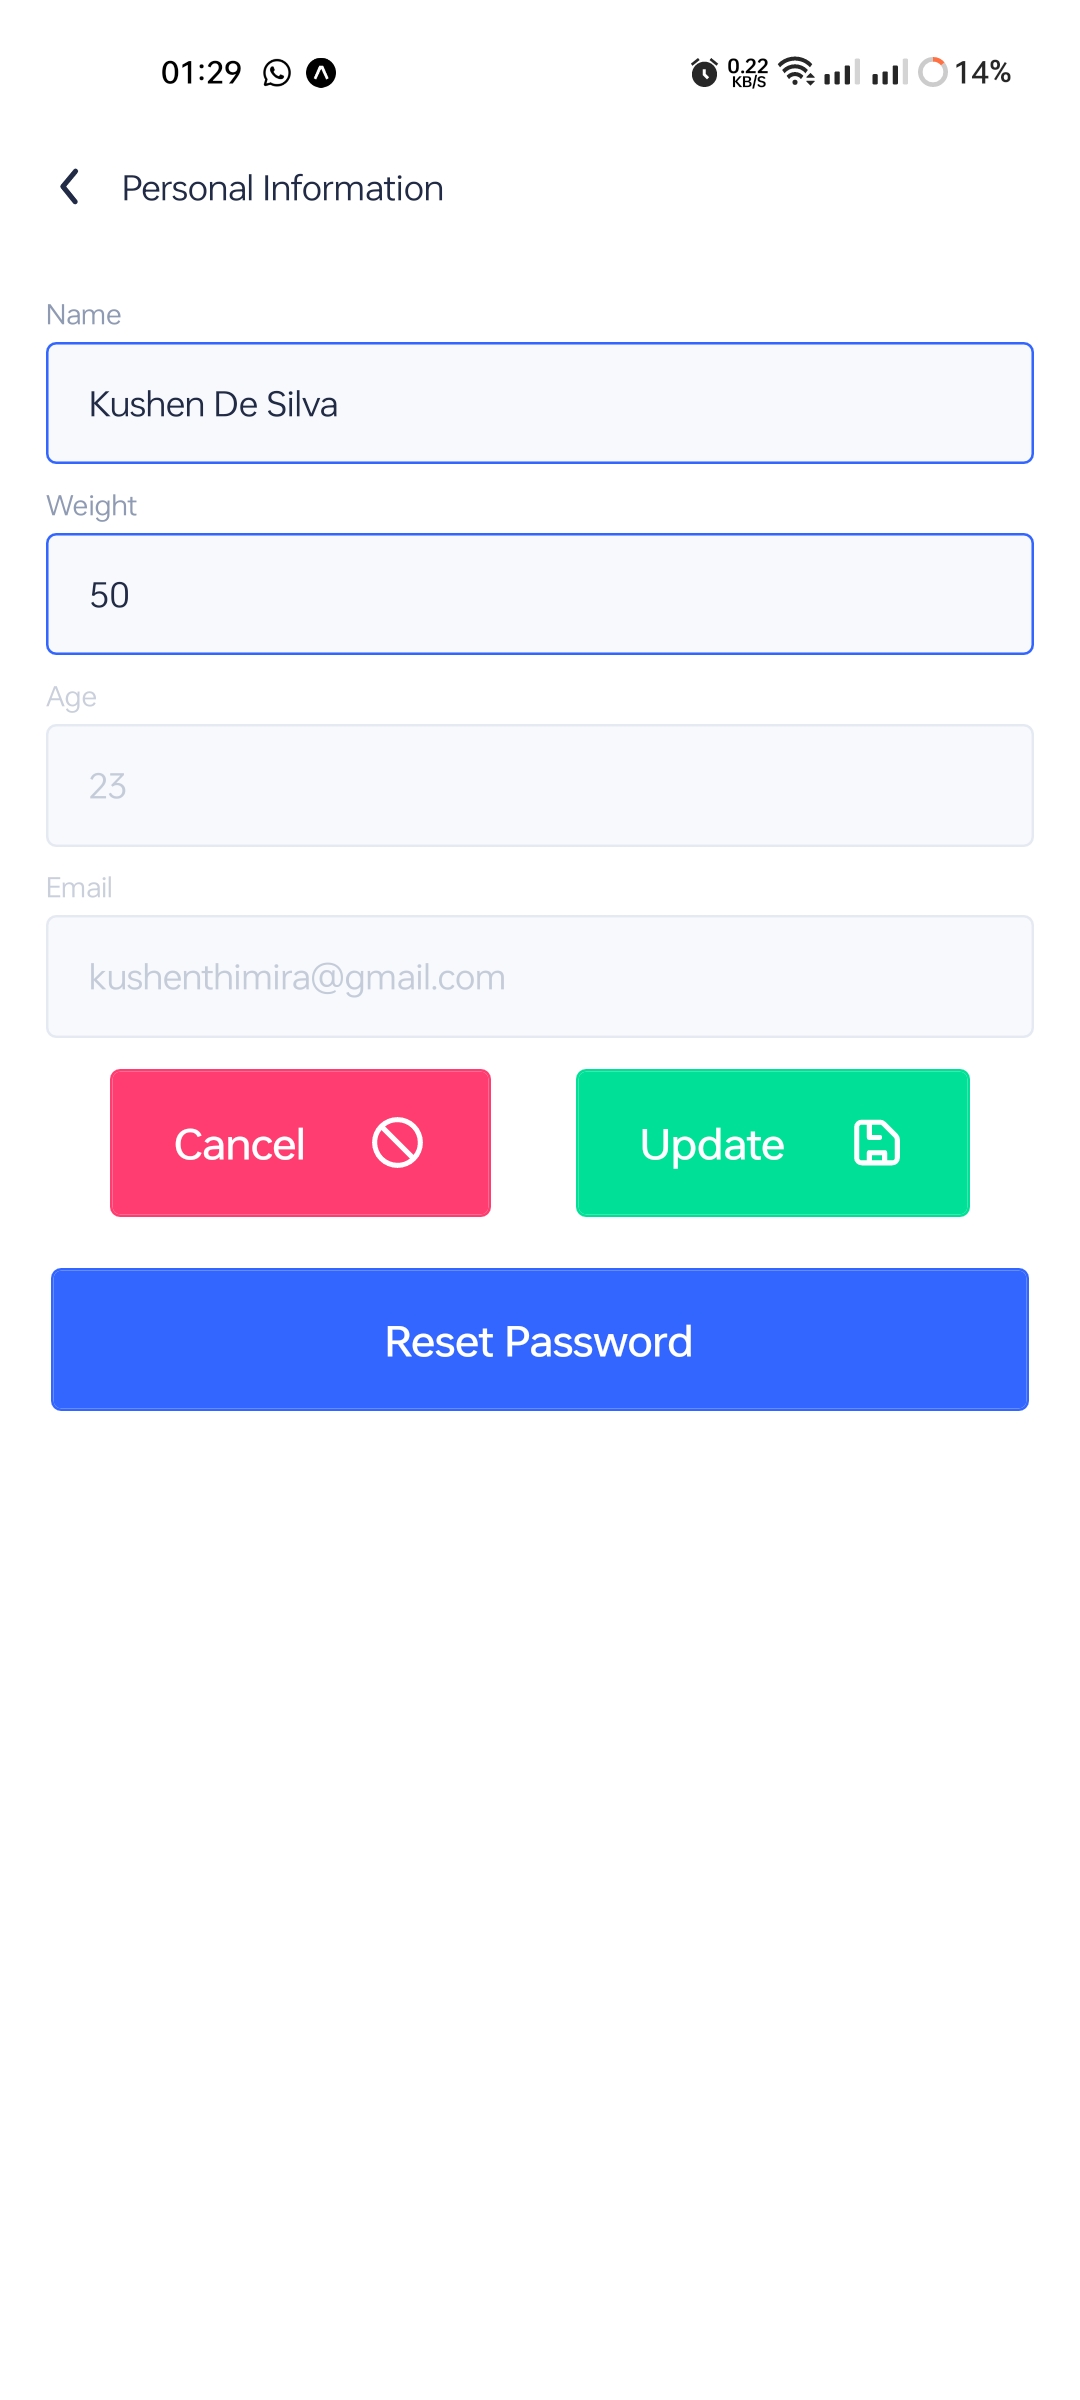 01:29 0.22 KB/S 14%
Personal Information
Name
Kushen De Silva
Weight
50
Age
23
Email
kushenthimira@gmail.com
Cancel Update
Reset Password